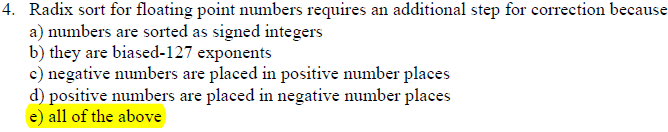 4. Radix sort for floating point numbers requires an additional step for correction because
a) numbers are sorted as signed integers
b) they are biased-127 exponents
c) negative numbers are placed in positive number places
d) positive numbers are placed in negative number places
e) all of the above